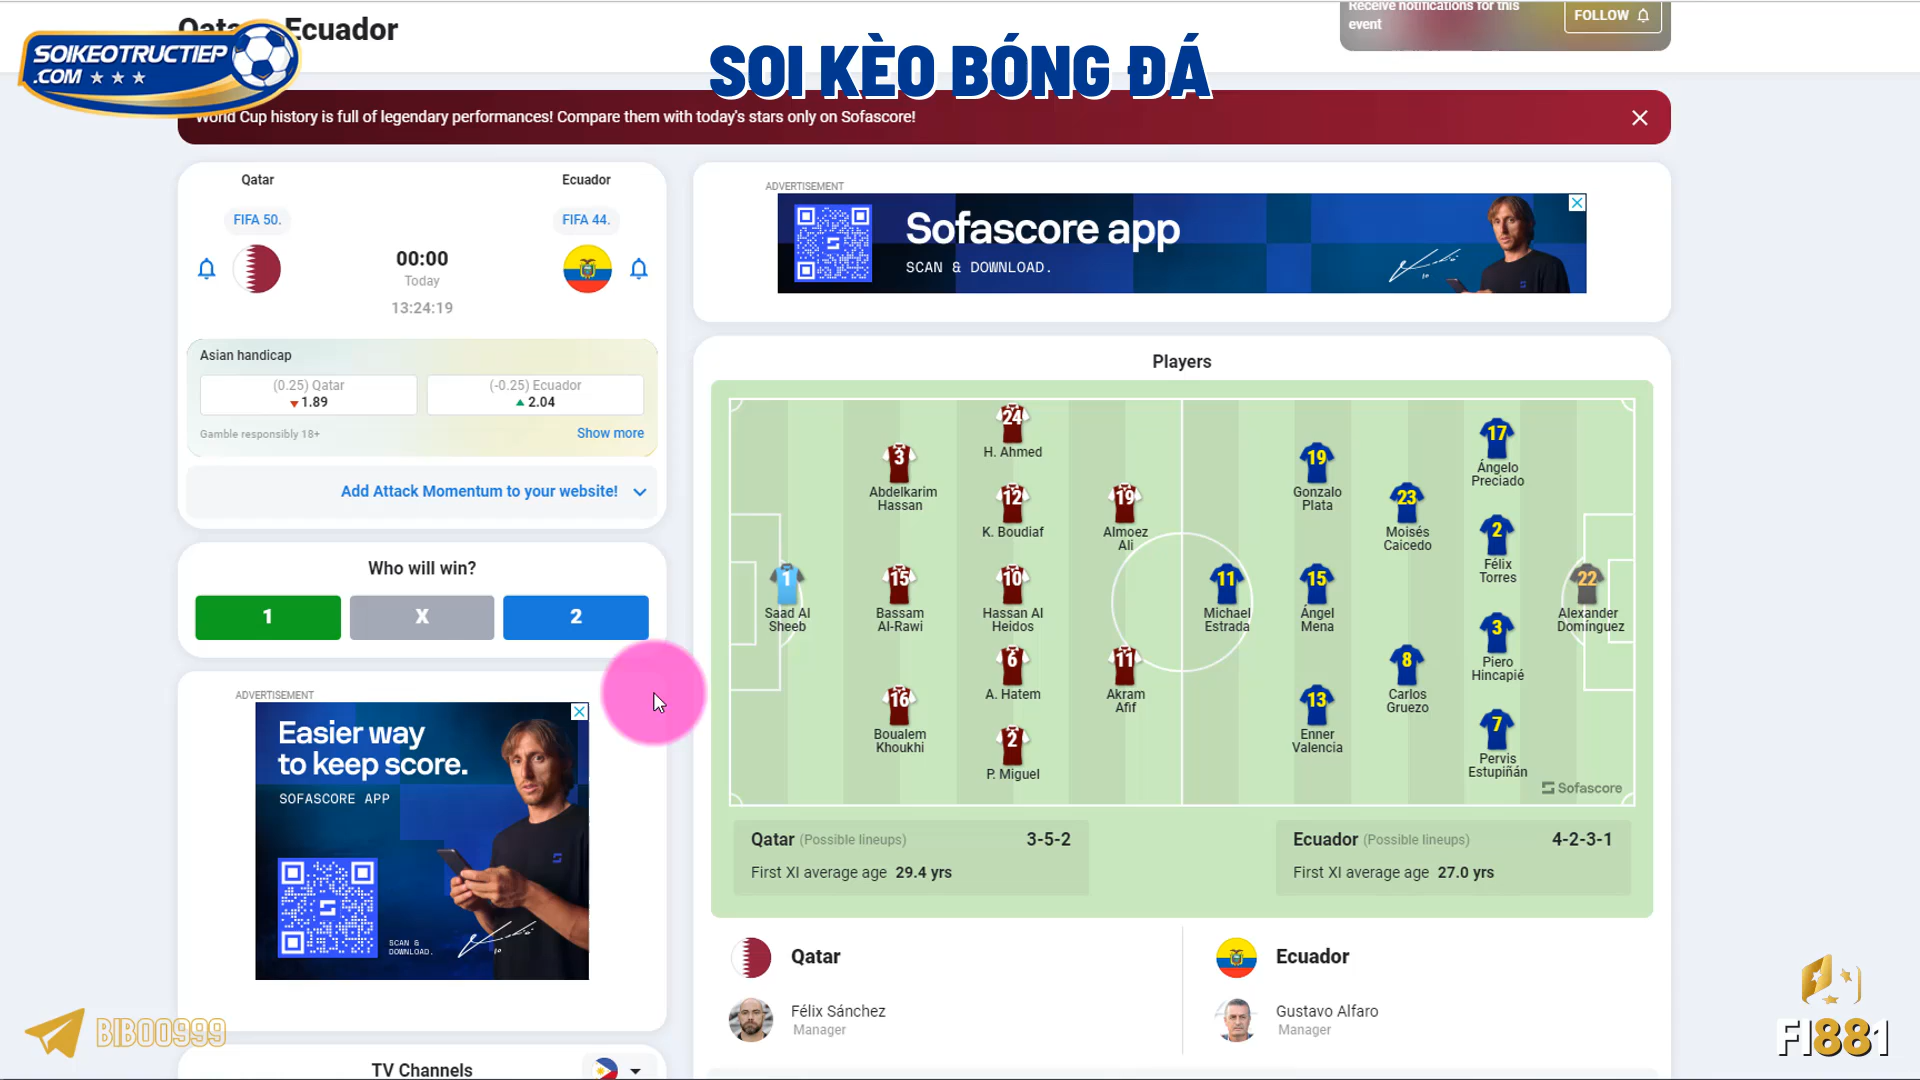 Ecuador
Receive notifications for this
event
FOLLOW
SOIKEOTRUCTIEP
.COM
SOI KÈO BÓNG ĐÁ
World Cup history is full of legendary performances! Compare them with today's stars only on Sofascore!
Qatar
Ecuador
FIFA 50.
FIFA 44.
00:00
Today
13:24:19
Asian handicap
(0.25) Qatar
1.89
(-0.25) Ecuador
2.04
Gamble responsibly 18+
Show more
Add Attack Momentum to your website!
Who will win?
1
X
2
ADVERTISEMENT
Easier way
to keep score.
SOFASCORE APP
SCAN &
DOWNLOAD.
TV Channels
BIBOO999
ADVERTISEMENT
Sofascore app
SCAN & DOWNLOAD.
Players
24
H. Ahmed
3
Abdelkarim
Hassan
12
K. Boudiaf
19
Almoez
Ali
1
Saad Al
Sheeb
15
Bassam
Al-Rawi
10
Hassan Al
Heidos
6
A. Hatem
11
Akram
Afif
16
Boualem
Khoukhi
2
P. Miguel
17
Ángelo
Preciado
19
Gonzalo
Plata
23
Moisés
Caicedo
2
Félix
Torres
11
Michael
Estrada
15
Ángel
Mena
22
Alexander
Domínguez
3
Piero
Hincapié
8
Carlos
Gruezo
13
Enner
Valencia
7
Pervis
Estupiñán
Sofascore
Qatar (Possible lineups) 3-5-2
First XI average age 29.4 yrs
Ecuador (Possible lineups) 4-2-3-1
First XI average age 27.0 yrs
Qatar
Félix Sánchez
Manager
Ecuador
Gustavo Alfaro
Manager
FI881